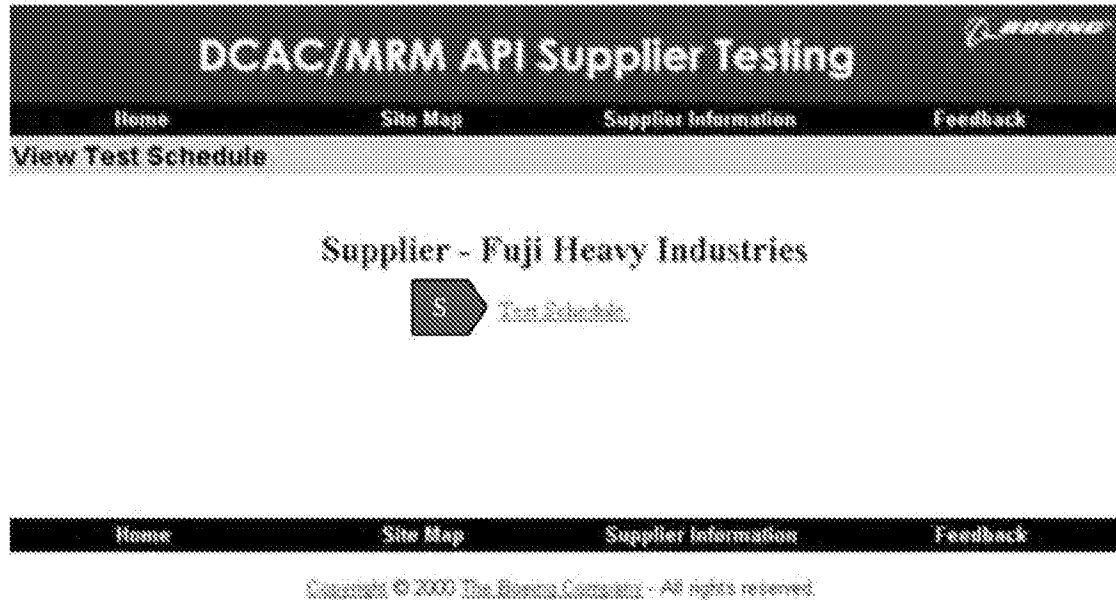 BOEING
DCAC/MRM API Supplier Testing
Home Site Map Supplier Information Feedback
View Test Schedule
Supplier - Fuji Heavy Industries
S Test Schedule
Home Site Map Supplier Information Feedback
Copyright © 2000 The Boeing Company - All rights reserved.